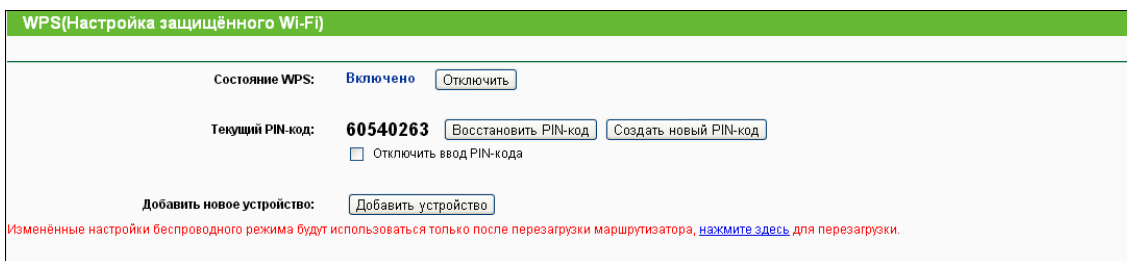 WPS(Настройка защищённого Wi-Fi)
Состояние WPS: Включено Отключить
Текущий PIN-код: 60540263 Восстановить PIN-код Создать новый PIN-код
Отключить ввод PIN-кода
Добавить новое устройство: Добавить устройство
Изменённые настройки беспроводного режима будут использоваться только после перезагрузки маршрутизатора, нажмите здесь для перезагрузки.